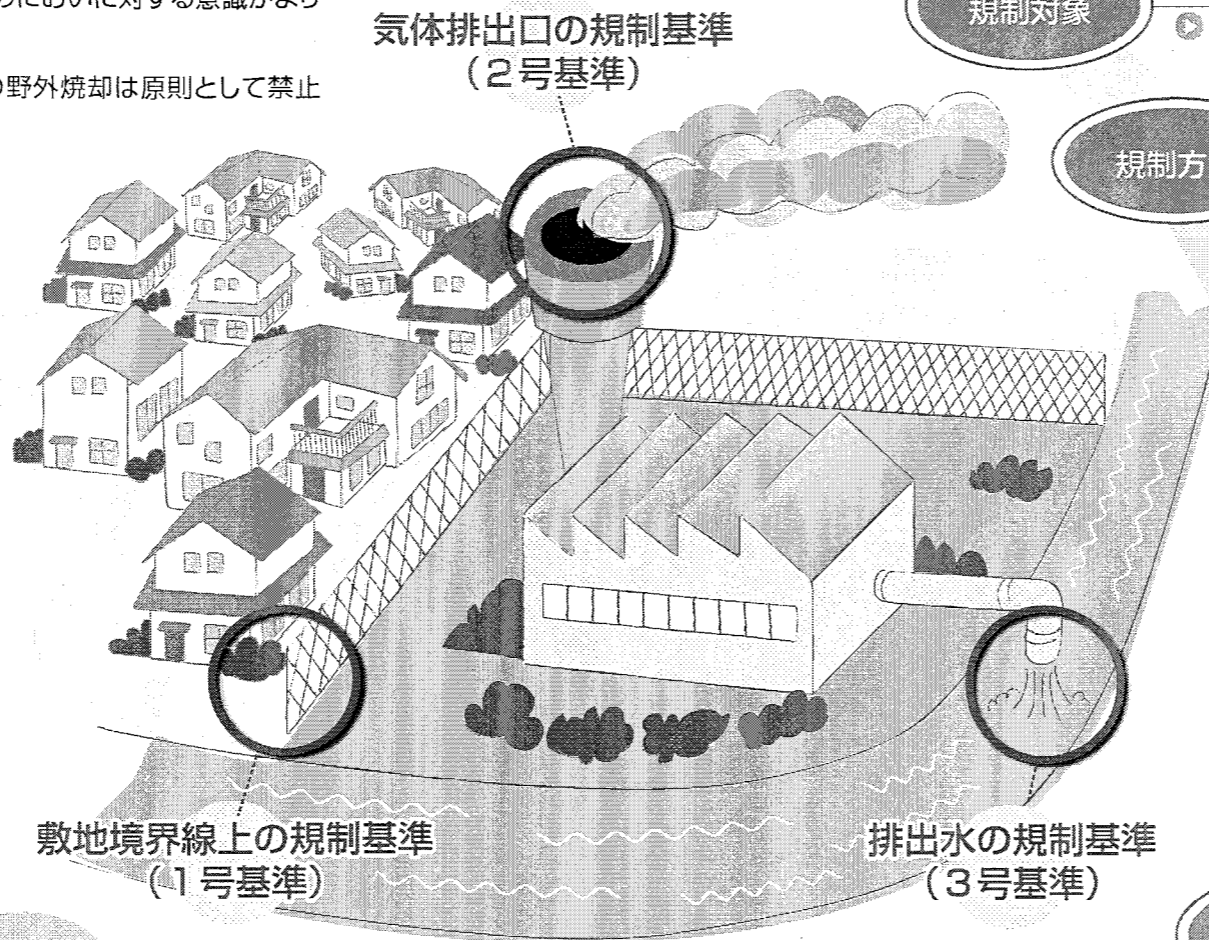 のにおいに対する意識がより
の野外焼却は原則として禁止
気体排出口の規制基準
(2号基準)
規制対象
規制方
敷地境界線上の規制基準
(1号基準)
排出水の規制基準
(3号基準)